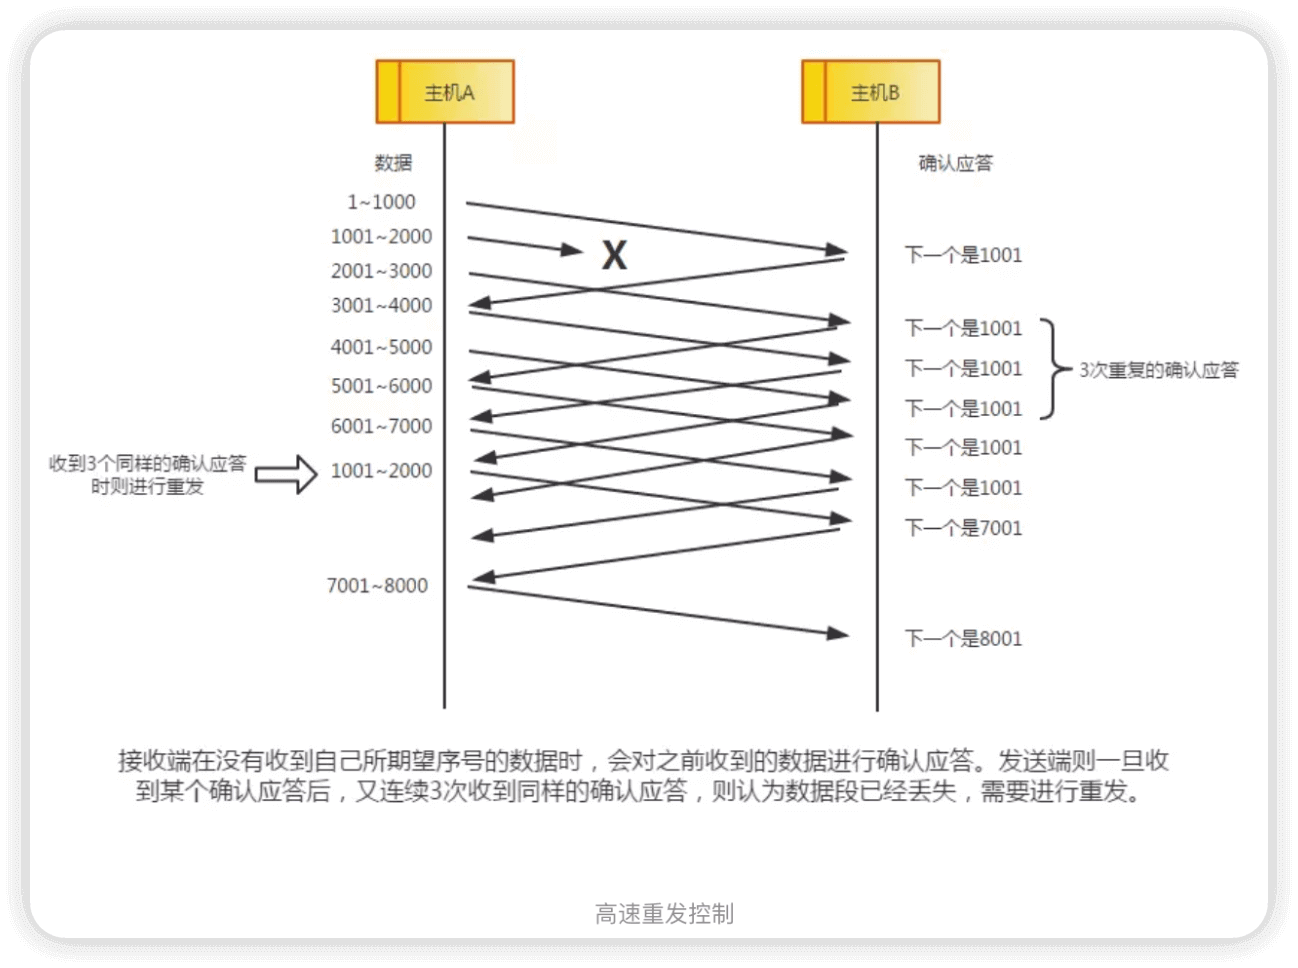 主机A
主机B
数据
确认应答
1~1000
1001~2000
X
下一个是1001
2001~3000
3001~4000
下一个是1001
4001~5000
下一个是1001
3次重复的确认应答
5001~6000
下一个是1001
6001~7000
下一个是1001
收到3个同样的确认应答
时则进行重发
1001~2000
下一个是1001
下一个是7001
7001~8000
下一个是8001
接收端在没有收到自己所期望序号的数据时，会对之前收到的数据进行确认应答。发送端则一旦收
到某个确认应答后，又连续3次收到同样的确认应答，则认为数据段已经丢失，需要进行重发。
高速重发控制